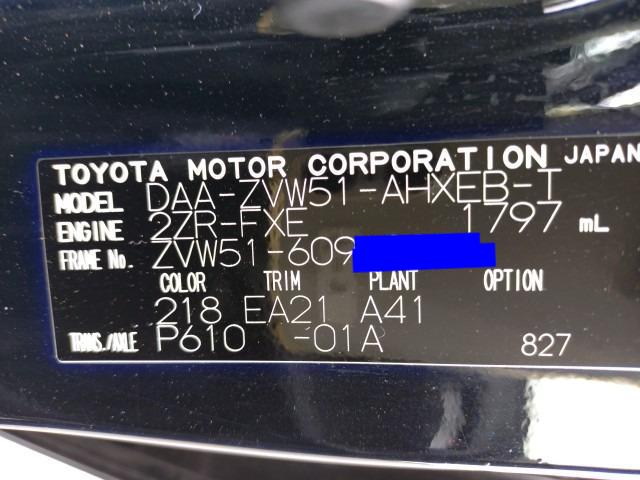 TOYOTA MOTOR CORPORATION JAPAN
MODEL DAA-ZVW51-AHXEB-T
ENGINE 2ZR-FXE 1797 mL
FRAME No. ZVW51-609
COLOR TRIM PLANT OPTION
218 EA21 A41
TRANS./AXLE P610 -01A 827